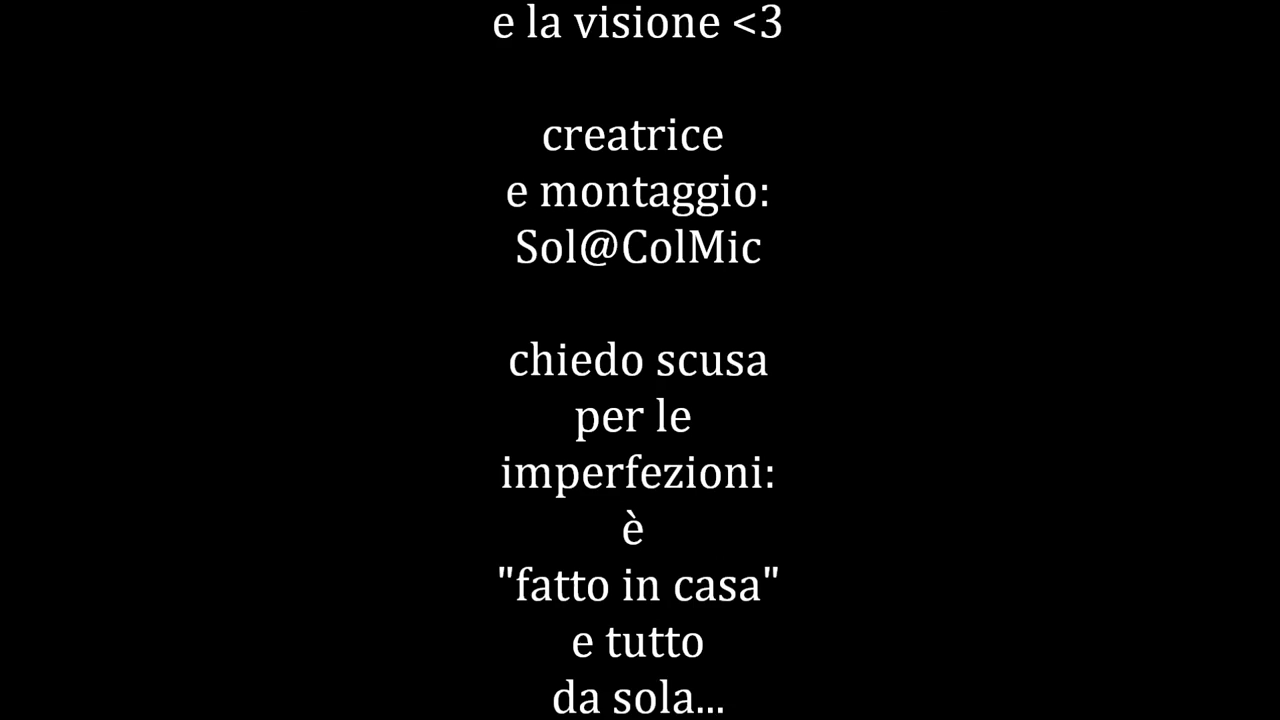 e la visione <3
creatrice
e montaggio:
Sol@ColMic
chiedo scusa
per le
imperfezioni:
è
"fatto in casa"
e tutto
da sola...